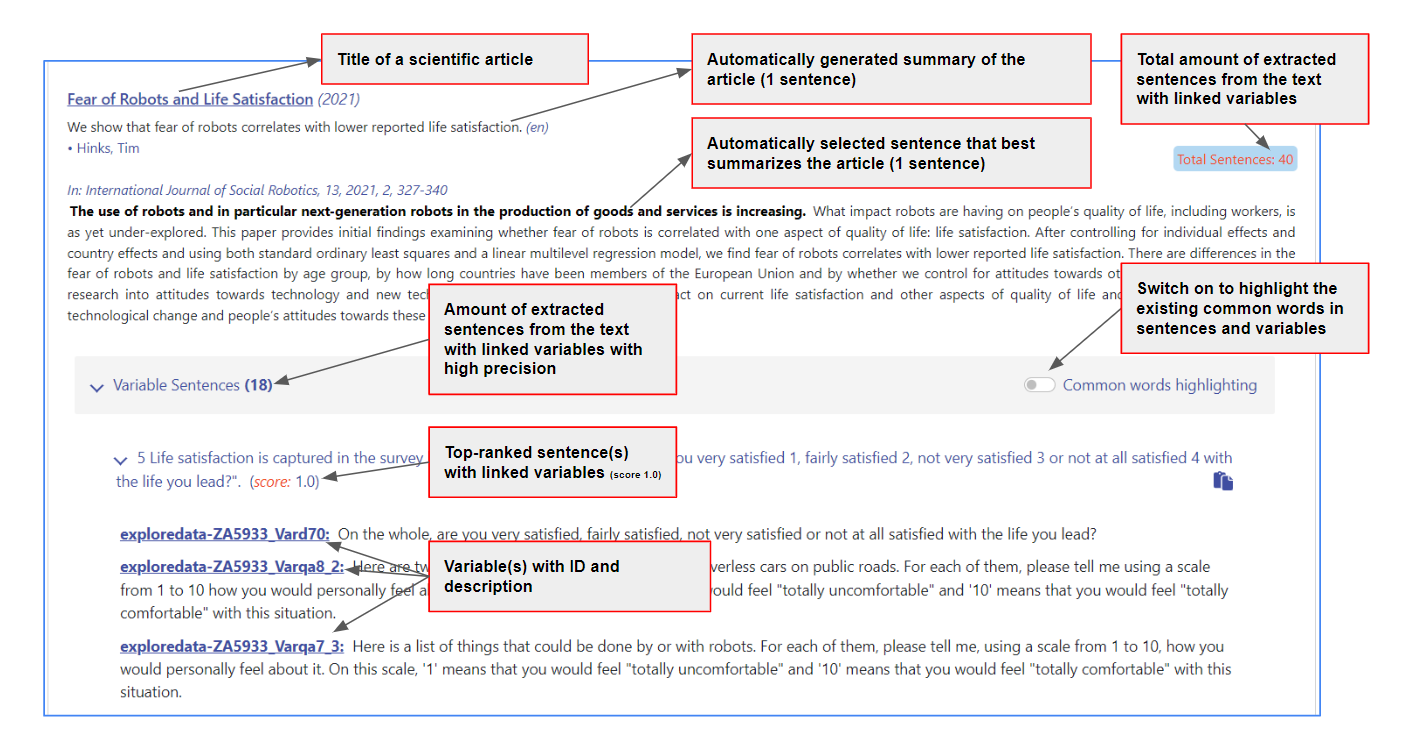 Title of a scientific article
Automatically generated summary of the
article (1 sentence)
Total amount of extracted
sentences from the text
with linked variables
Fear of Robots and Life Satisfaction (2021)
We show that fear of robots correlates with lower reported life satisfaction. (en)
• Hinks, Tim
Automatically selected sentence that best
summarizes the article (1 sentence)
Total Sentences: 40
In: International Journal of Social Robotics, 13, 2021, 2, 327-340
The use of robots and in particular next-generation robots in the production of goods and services is increasing. What impact robots are having on people's quality of life, including workers, is
as yet under-explored. This paper provides initial findings examining whether fear of robots is correlated with one aspect of quality of life: life satisfaction. After controlling for individual effects and
country effects and using both standard ordinary least squares and a linear multilevel regression model, we find fear of robots correlates with lower reported life satisfaction. There are differences in the
fear of robots and life satisfaction by age group, by how long countries have been members of the European Union and by whether we control for attitudes towards
research into attitudes towards technology and new on current life satisfaction and other aspects of quality of life
technological change and people's attitudes towards these
Switch on to highlight the
existing common words in
sentences and variables
Amount of extracted
sentences from the text
with linked variables with
high precision
Variable Sentences (18)
Common words highlighting
5 Life satisfaction is captured in the survey very satisfied 1, fairly satisfied 2, not very satisfied 3 or not at all satisfied 4 with
the life you lead?". (score: 1.0)
Top-ranked sentence(s)
with linked variables (score 1.0)
exploredata-ZA5933_Vard70: On the whole, are you very satisfied, fairly satisfied, not very satisfied or not at all satisfied with the life you lead?
exploredata-ZA5933_Varqa8_2: Here are cars on public roads. For each of them, please tell me using a scale
from 1 to 10 how you would personally feel would feel "totally uncomfortable" and '10' means that you would feel "totally
comfortable" with this situation.
Variable(s) with ID and
description
exploredata-ZA5933_Varqa7_3: Here is a list of things that could be done by or with robots. For each of them, please tell me, using a scale from 1 to 10, how you
would personally feel about it. On this scale, '1' means that you would feel "totally uncomfortable" and '10' means that you would feel "totally comfortable" with this
situation.